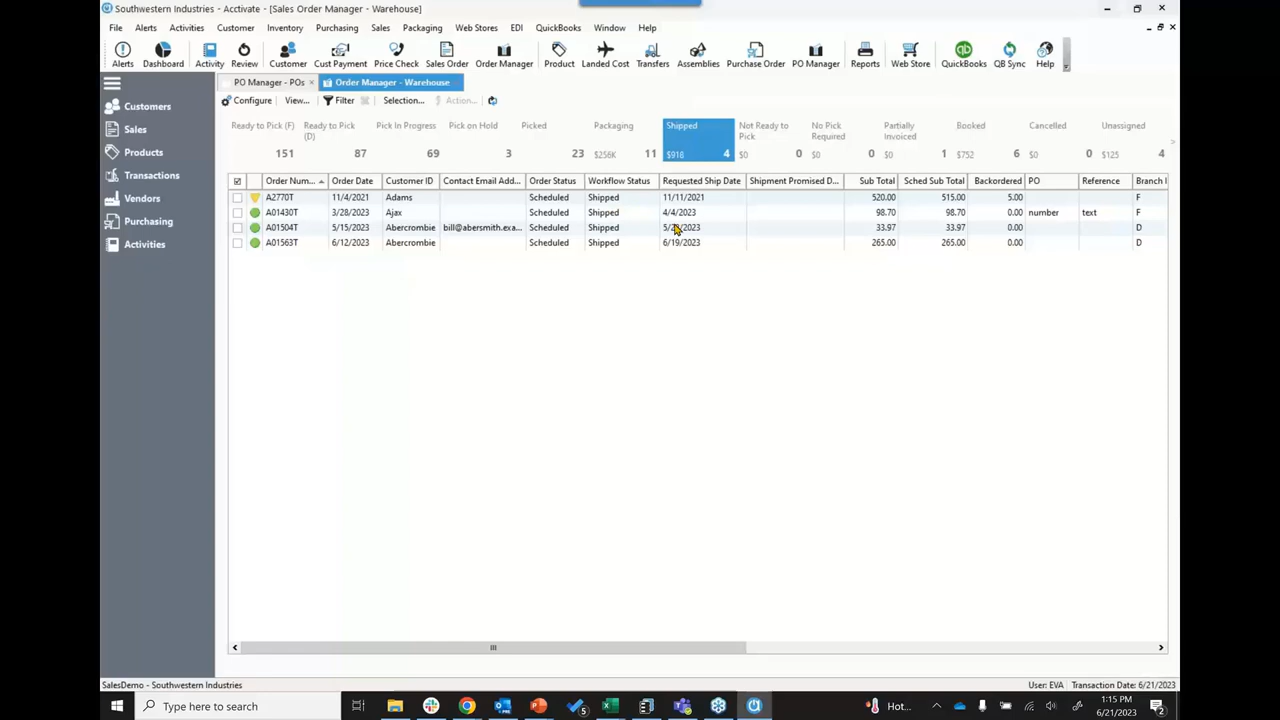 Southwestern Industries - Acctivate - [Sales Order Manager - Warehouse]
File Alerts Activities Customer Inventory Purchasing Sales Packaging Web Stores EDI QuickBooks Window Help
Alerts Dashboard Activity Review Customer Cust Payment Price Check Sales Order Order Manager Product Landed Cost Transfers Assemblies Purchase Order PO Manager Reports Web Store QuickBooks QB Sync Help
PO Manager - POs Order Manager - Warehouse
Configure View... Filter Selection... Action...
Customers
Sales
Products
Transactions
Vendors
Purchasing
Activities
Ready to Pick (F) 151
Ready to Pick (D) 87
Pick In Progress 69
Pick on Hold 3
Picked 23
Packaging $256K 11
Shipped $918 4
Not Ready to Pick $0 0
No Pick Required $0 0
Partially Invoiced $0 1
Booked $752 6
Cancelled $0 0
Unassigned $125 4
Order Num... Order Date Customer ID Contact Email Add... Order Status Workflow Status Requested Ship Date Shipment Promised D... Sub Total Sched Sub Total Backordered PO Reference Branch I
A2770T 11/4/2021 Adams Scheduled Shipped 11/11/2021 520.00 515.00 5.00 F
A01430T 3/28/2023 Ajax Scheduled Shipped 4/4/2023 98.70 98.70 0.00 number text F
A01504T 5/15/2023 Abercrombie bill@abersmith.exa... Scheduled Shipped 33.97 33.97 0.00 D
A01563T 6/12/2023 Abercrombie Scheduled Shipped 6/19/2023 265.00 265.00 0.00 D
SalesDemo - Southwestern Industries User: EVA Transaction Date: 6/21/2023
Type here to search Hot... 1:15 PM
6/21/2023 2